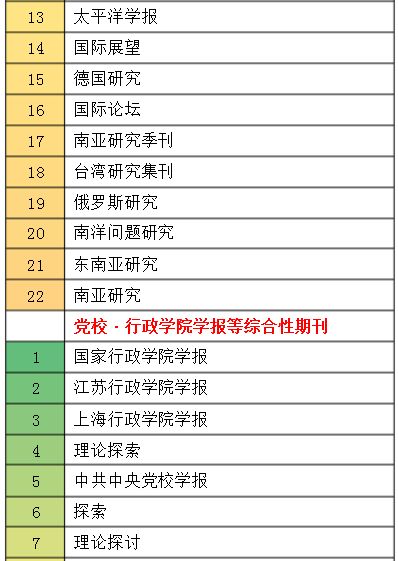 13 太平洋学报
14 国际展望
15 德国研究
16 国际论坛
17 南亚研究季刊
18 台湾研究集刊
19 俄罗斯研究
20 南洋问题研究
21 东南亚研究
22 南亚研究
党校·行政学院学报等综合性期刊
1 国家行政学院学报
2 江苏行政学院学报
3 上海行政学院学报
4 理论探索
5 中共中央党校学报
6 探索
7 理论探讨